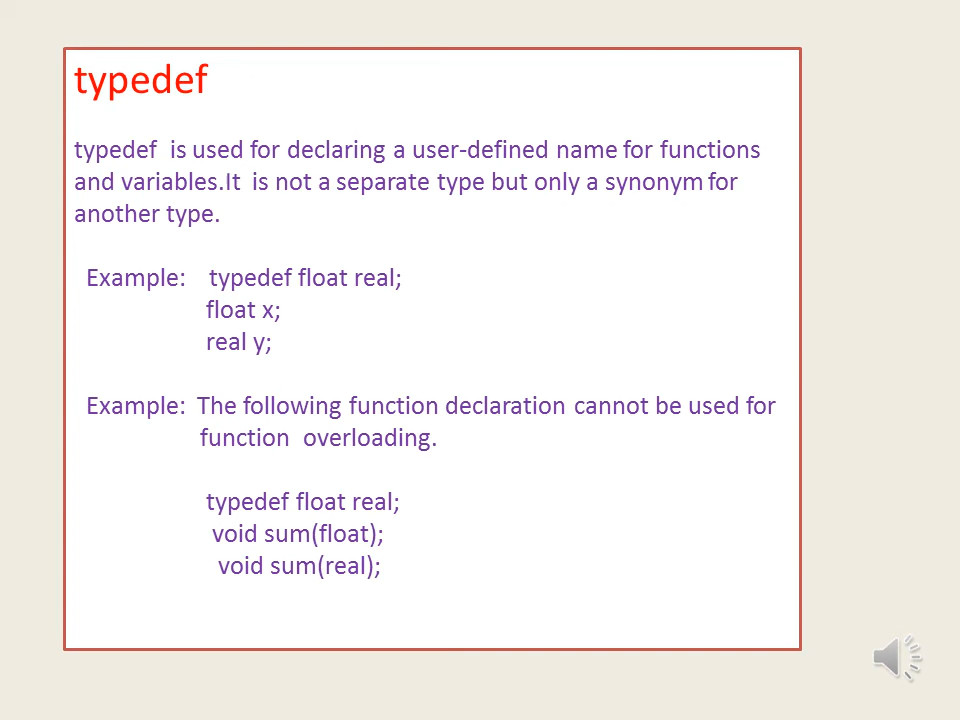 typedef
typedef  is used for declaring a user-defined name for functions
and variables.It  is not a separate type but only a synonym for
another type.
Example:    typedef float real;
float x;
real y;
Example:  The following function declaration cannot be used for
function  overloading.
typedef float real;
void sum(float);
void sum(real);